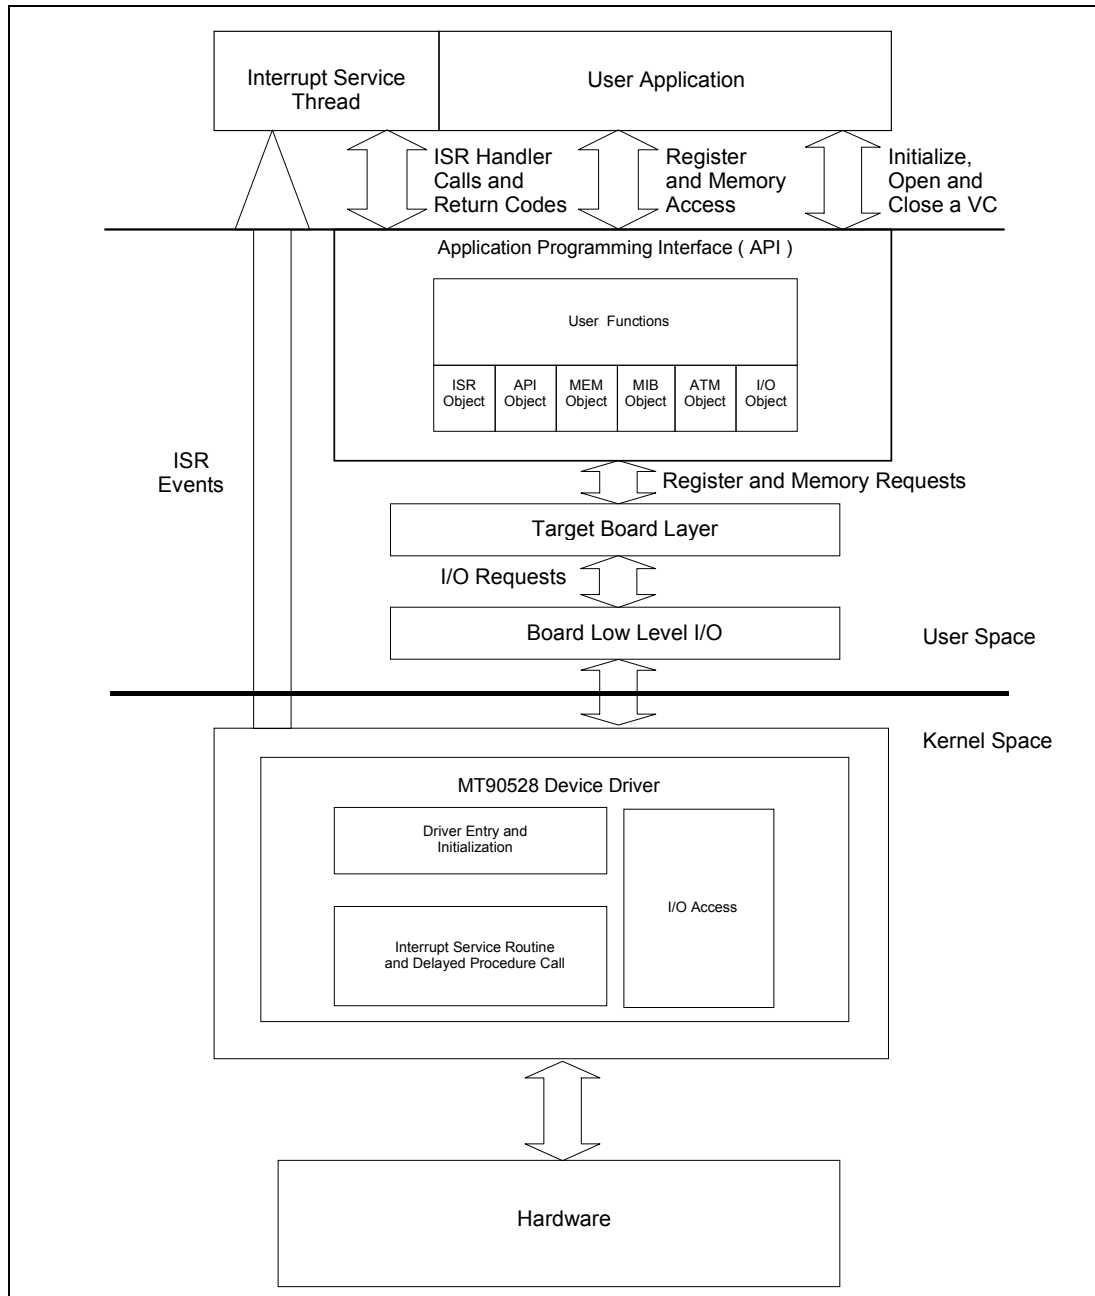 Interrupt Service
Thread
User Application
ISR Handler
Calls and
Return Codes
Register
and Memory
Access
Initialize,
Open and
Close a VC
Application Programming Interface ( API )
User Functions
ISR
Object
API
Object
MEM
Object
MIB
Object
ATM
Object
I/O
Object
ISR
Events
Register and Memory Requests
Target Board Layer
I/O Requests
Board Low Level I/O
User Space
Kernel Space
MT90528 Device Driver
Driver Entry and
Initialization
I/O Access
Interrupt Service Routine
and Delayed Procedure Call
Hardware